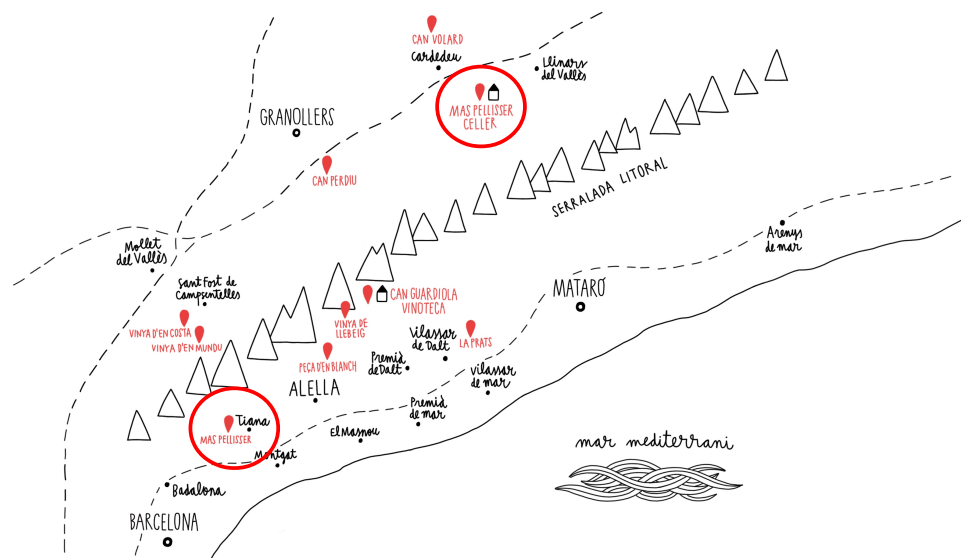 CAN VOLARD
Cardedeu
Llinars
del Vallès
MAS PELLISSER
CELLER
GRANOLLERS
CAN PERDIU
SERRALADA LITORAL
Arenys
de mar
Mollet
del Vallès
Sant Fost de
Campsentelles
VINYA D'EN COSTA
VINYA D'EN MUNDU
CAN GUARDIOLA
VINOTECA
VINYA DE
LLEBEIG
MATARÓ
Vilassar
de Dalt
LA PRATS
PEÇA D'EN BLANCH
Premià
de Dalt
Vilassar
de mar
ALELLA
Premià
de mar
Tiana
MAS PELLISSER
El Masnou
Montgat
mar mediterrani
Badalona
BARCELONA